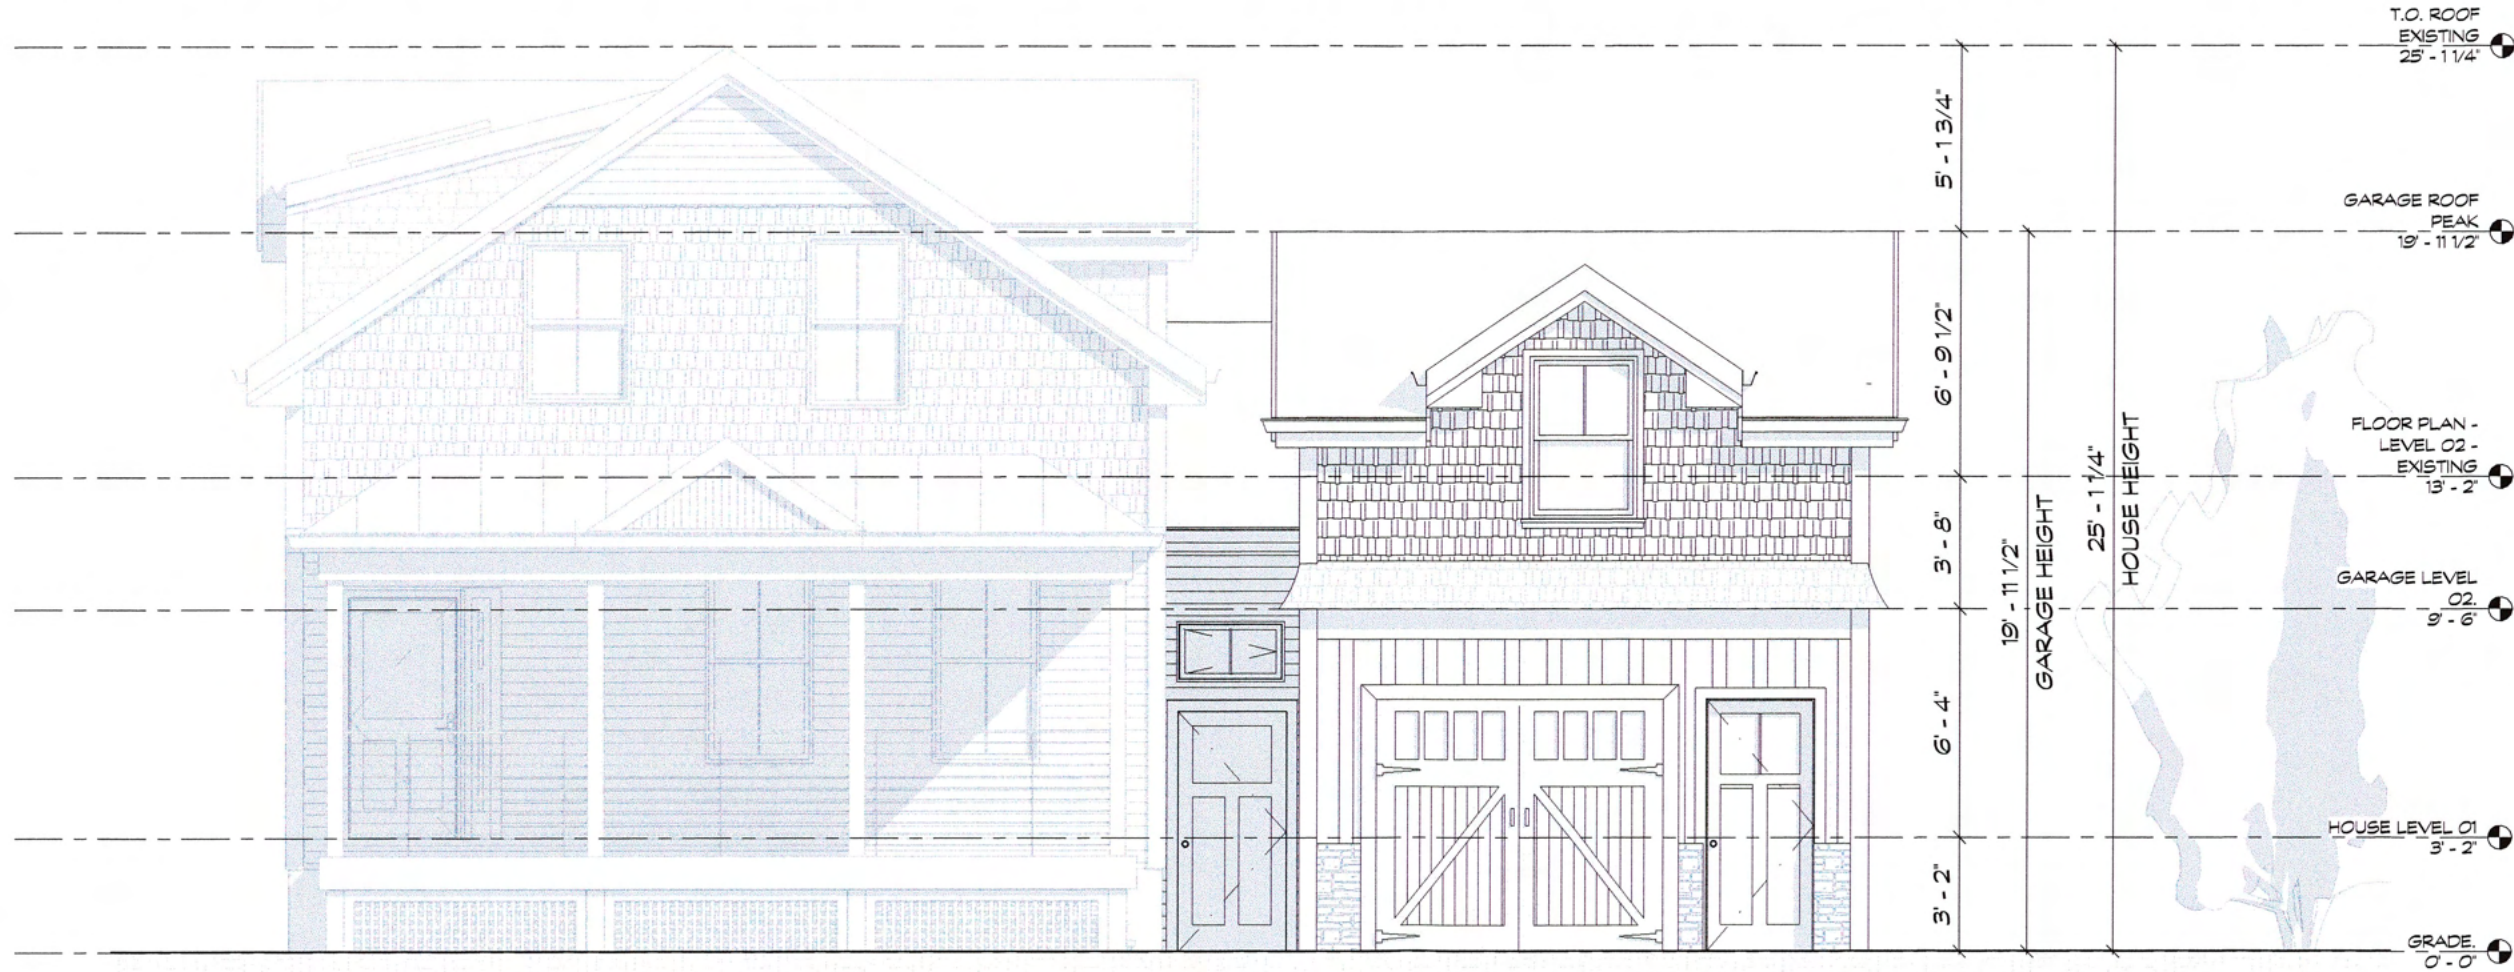 T.O. ROOF
EXISTING
25' - 1 1/4"
5' - 1 3/4"
GARAGE ROOF
PEAK
19' - 11 1/2"
6' - 9 1/2"
FLOOR PLAN -
LEVEL 02 -
EXISTING
13' - 2"
3' - 8"
19' - 11 1/2"
GARAGE HEIGHT
25' - 1 1/4"
HOUSE HEIGHT
GARAGE LEVEL
02.
9' - 6"
6' - 4"
HOUSE LEVEL 01
3' - 2"
3' - 2"
GRADE.
0' - 0"